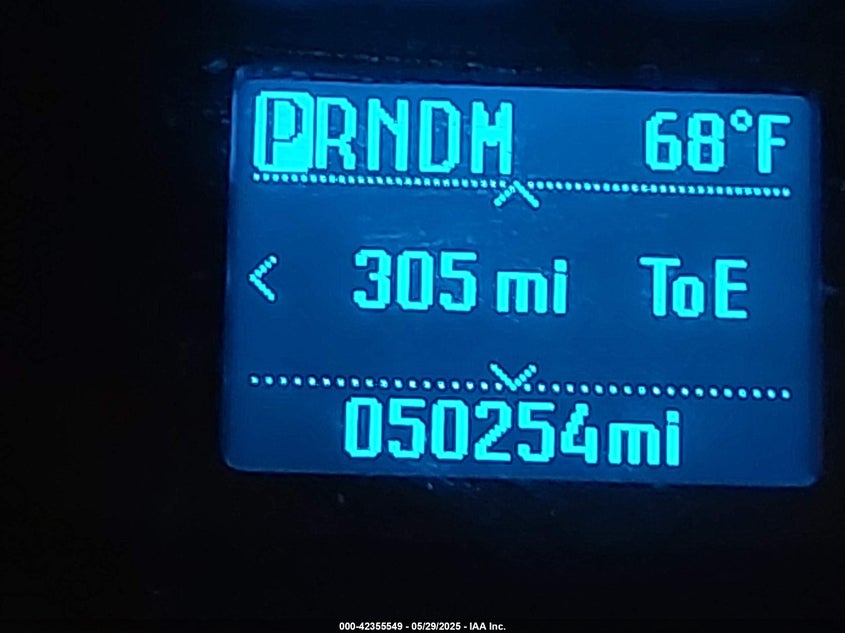 PRNDM 68°F
< 305 mi ToE
050254mi
000-42355549 - 05/29/2025 - IAA Inc.